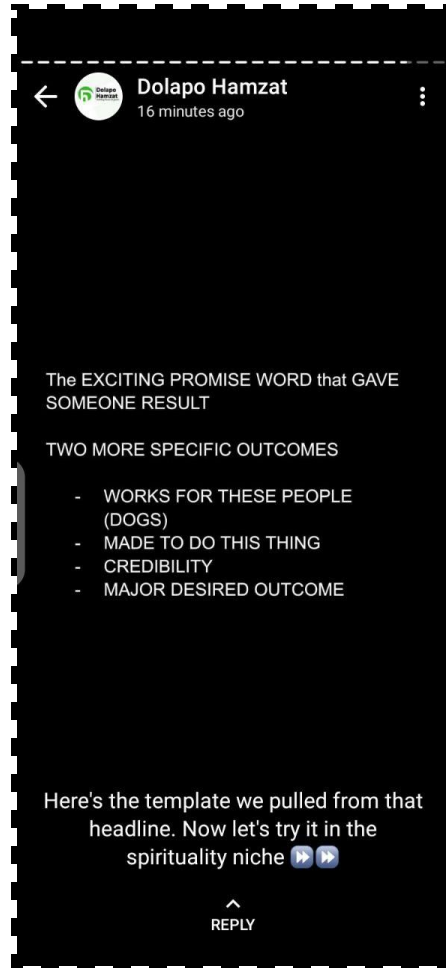 Dolapo
Hamzat
Dolapo Hamzat
16 minutes ago
The EXCITING PROMISE WORD that GAVE
SOMEONE RESULT
TWO MORE SPECIFIC OUTCOMES
- WORKS FOR THESE PEOPLE
(DOGS)
- MADE TO DO THIS THING
- CREDIBILITY
- MAJOR DESIRED OUTCOME
Here's the template we pulled from that
headline. Now let's try it in the
spirituality niche ⏩⏩
REPLY